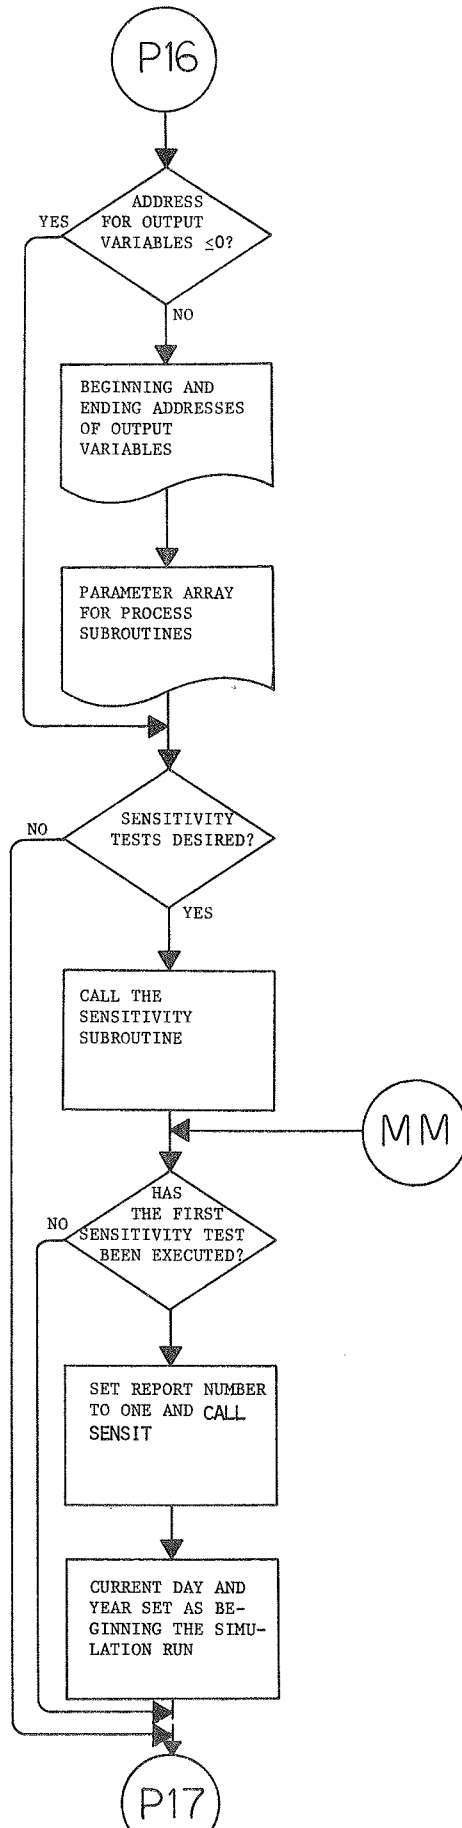 P16
ADDRESS
FOR OUTPUT
VARIABLES ≤0?
YES
NO
BEGINNING AND
ENDING ADDRESSES
OF OUTPUT
VARIABLES
PARAMETER ARRAY
FOR PROCESS
SUBROUTINES
SENSITIVITY
TESTS DESIRED?
NO
YES
CALL THE
SENSITIVITY
SUBROUTINE
MM
HAS
THE FIRST
SENSITIVITY TEST
BEEN EXECUTED?
NO
SET REPORT NUMBER
TO ONE AND CALL
SENSIT
CURRENT DAY AND
YEAR SET AS BE-
GINNING THE SIMU-
LATION RUN
P17